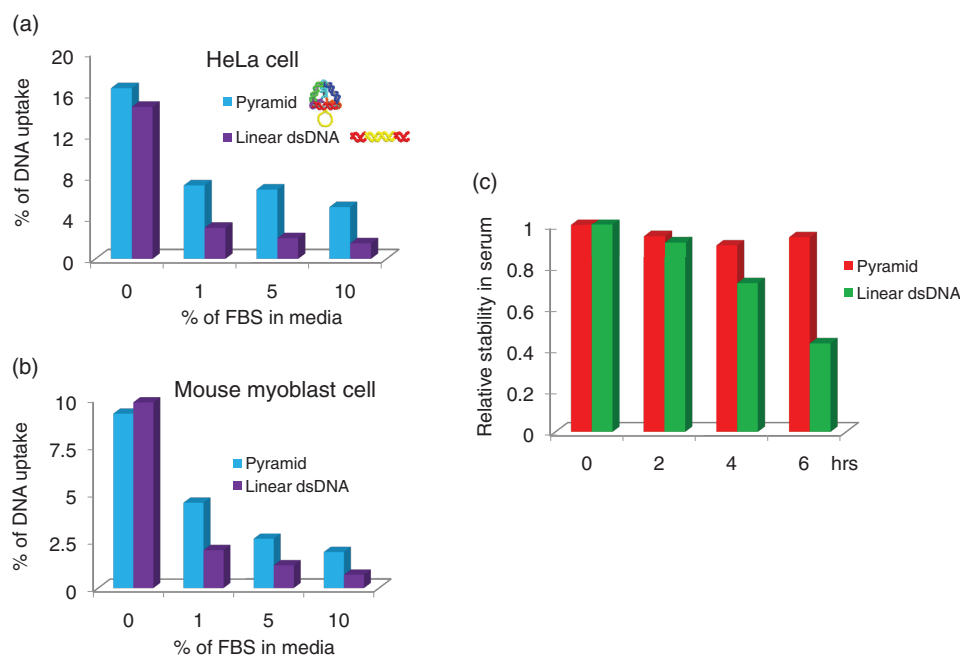 (a)
HeLa cell
Pyramid
Linear dsDNA
% of DNA uptake
20
16
12
8
4
0
0 1 5 10
% of FBS in media
(b)
Mouse myoblast cell
Pyramid
Linear dsDNA
% of DNA uptake
10
7.5
5
2.5
0
0 1 5 10
% of FBS in media
(c)
Pyramid
Linear dsDNA
Relative stability in serum
1
0.8
0.6
0.4
0.2
0
0 2 4 6 hrs